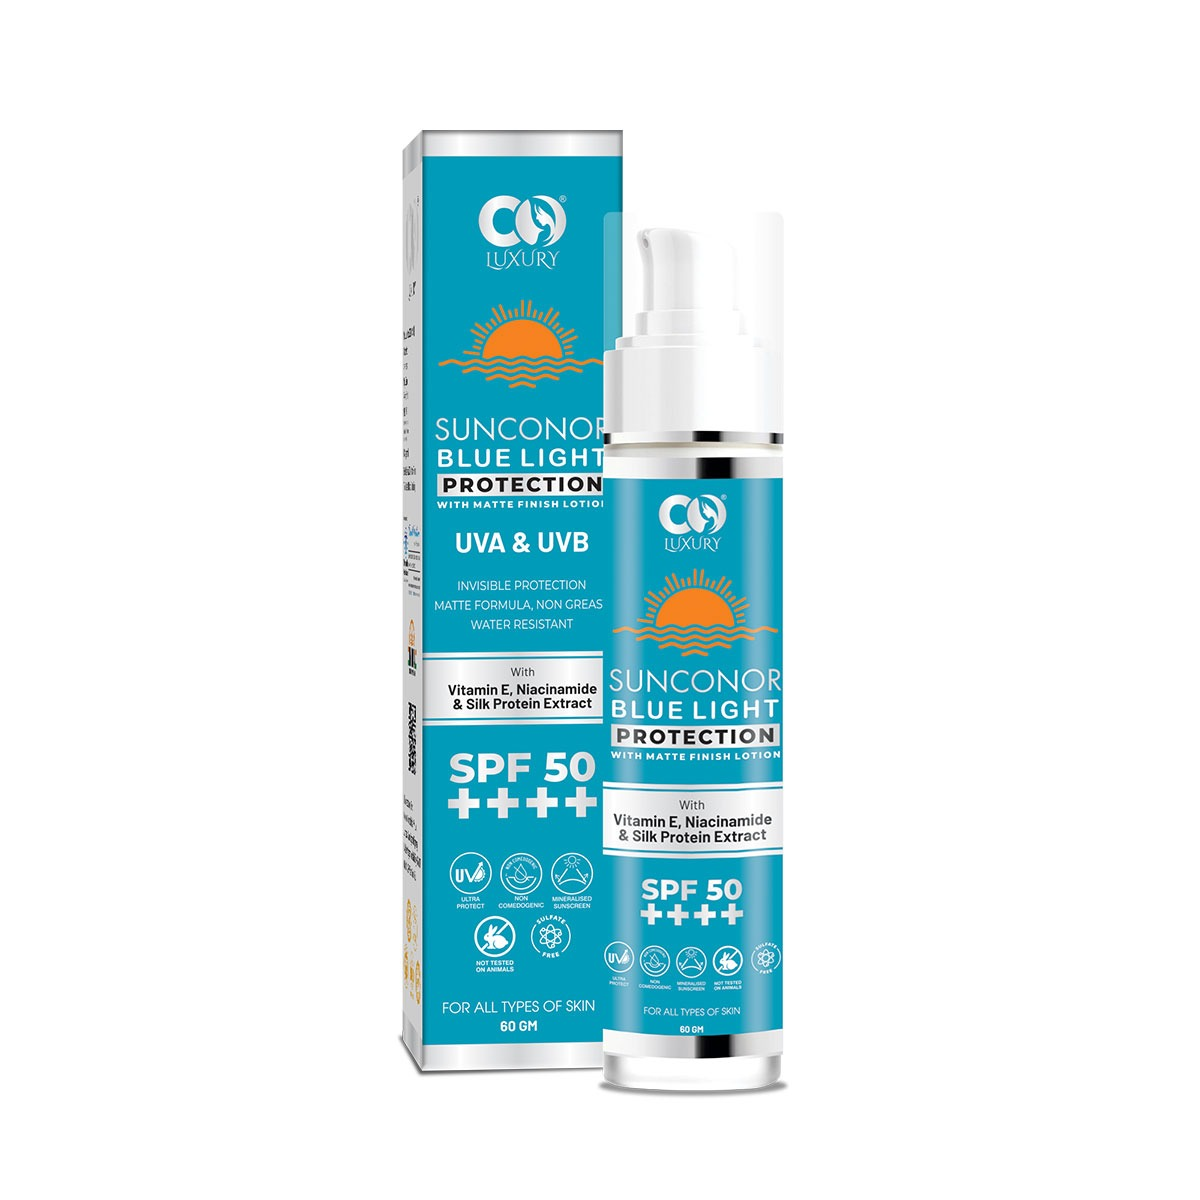 CO®
LUXURY
SUNCONOR
BLUE LIGHT
PROTECTION
WITH MATTE FINISH LOTION
UVA & UVB
INVISIBLE PROTECTION
MATTE FORMULA, NON GREAS
WATER RESISTANT
With
Vitamin E, Niacinamide
& Silk Protein Extract
SPF 50
++++
UV
ULTRA
PROTECT
NON COMEDOGENIC
NON
COMEDOGENIC
MINERALISED
SUNSCREEN
NOT TESTED
ON ANIMALS
SULFATE
FREE
FOR ALL TYPES OF SKIN
60 GM
CO®
LUXURY
SUNCONOR
BLUE LIGHT
PROTECTION
WITH MATTE FINISH LOTION
With
Vitamin E, Niacinamide
& Silk Protein Extract
SPF 50
++++
UV
ULTRA
PROTECT
NON
COMEDOGENIC
MINERALISED
SUNSCREEN
NOT TESTED
ON ANIMALS
SULFATE
FREE
FOR ALL TYPES OF SKIN
60 GM